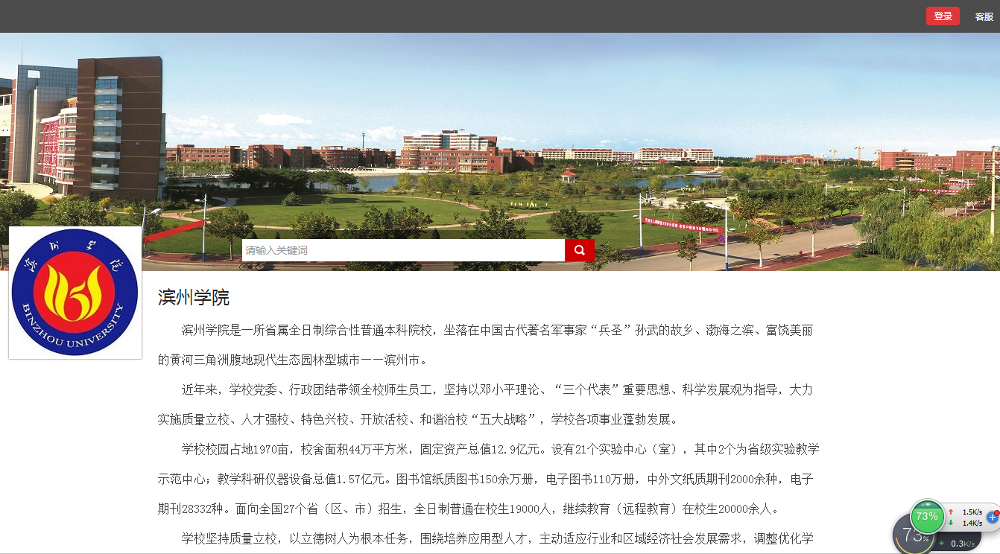 登录
客服
请输入关键词
滨州学院
BINZHOU UNIVERSITY
滨州学院
滨州学院是一所省属全日制综合性普通本科院校，坐落在中国古代著名军事家“兵圣”孙武的故乡、渤海之滨、富饶美丽
的黄河三角洲腹地现代生态园林型城市——滨州市。
近年来，学校党委、行政团结带领全校师生员工，坚持以邓小平理论、“三个代表”重要思想、科学发展观为指导，大力
实施质量立校、人才强校、特色兴校、开放活校、和谐治校“五大战略”，学校各项事业蓬勃发展。
学校校园占地1970亩，校舍面积44万平方米，固定资产总值12.9亿元。设有21个实验中心（室），其中2个为省级实验教学
示范中心；教学科研仪器设备总值1.57亿元。图书馆纸质图书150余万册，电子图书110万册，中外文纸质期刊2000余种，电子
期刊28332种。面向全国27个省（区、市）招生，全日制普通在校生19000人，继续教育（远程教育）在校生20000余人。
学校坚持质量立校，以立德树人为根本任务，围绕培养应用型人才，主动适应行业和区域经济社会发展需求，调整优化学
73%
1.5K/s
1.4K/s
73%
0.3K/s